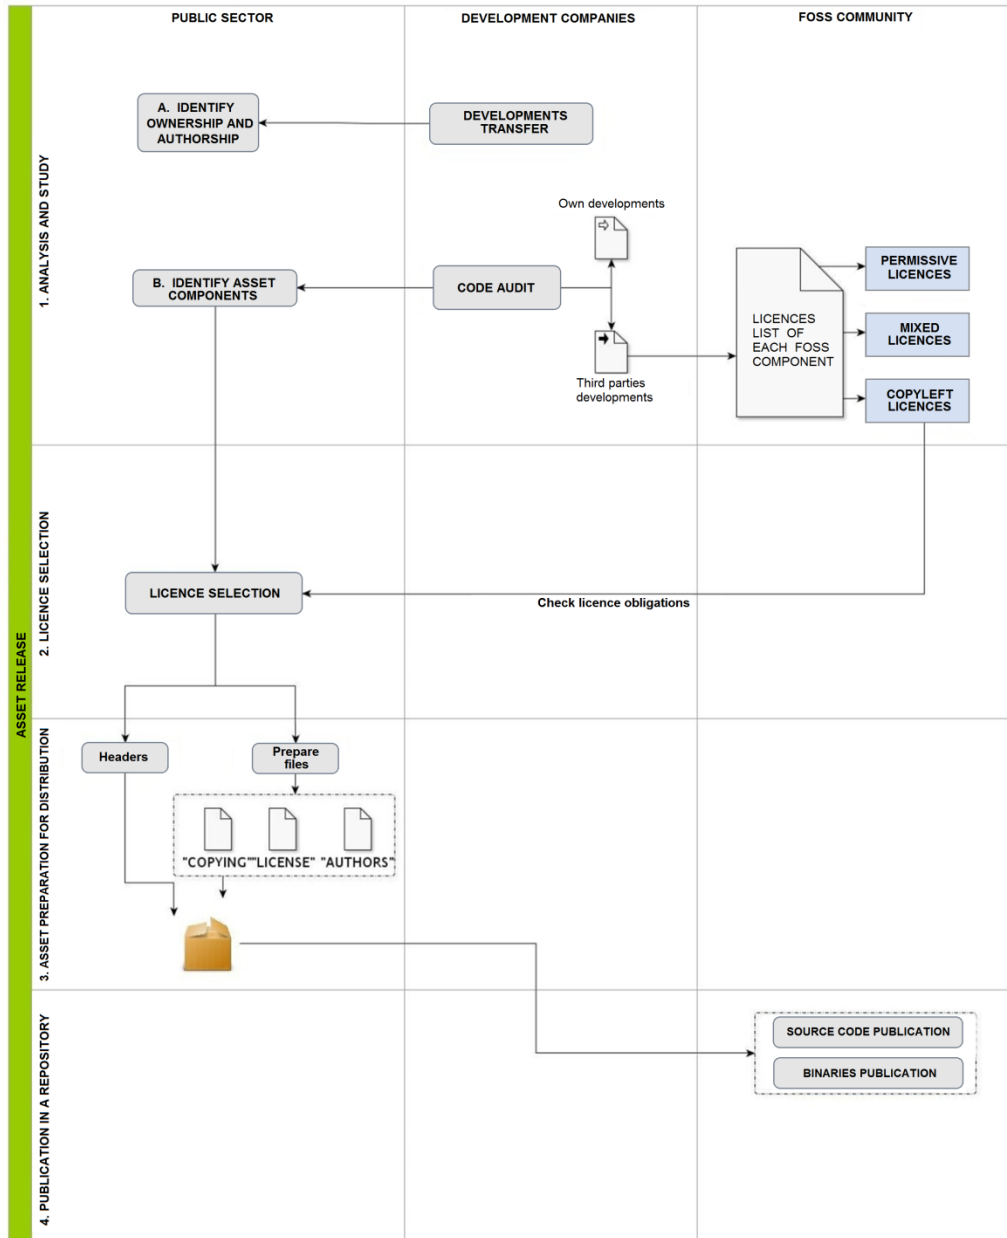 PUBLIC SECTOR
DEVELOPMENT COMPANIES
FOSS COMMUNITY
ASSET RELEASE
1. ANALYSIS AND STUDY
A. IDENTIFY
OWNERSHIP AND
AUTHORSHIP
DEVELOPMENTS
TRANSFER
Own developments
B. IDENTIFY ASSET
COMPONENTS
CODE AUDIT
Third parties
developments
LICENCES
LIST OF
EACH FOSS
COMPONENT
PERMISSIVE
LICENCES
MIXED
LICENCES
COPYLEFT
LICENCES
2. LICENCE SELECTION
LICENCE SELECTION
Check licence obligations
3. ASSET PREPARATION FOR DISTRIBUTION
Headers
Prepare
files
"COPYING" "LICENSE" "AUTHORS"
4. PUBLICATION IN A REPOSITORY
SOURCE CODE PUBLICATION
BINARIES PUBLICATION